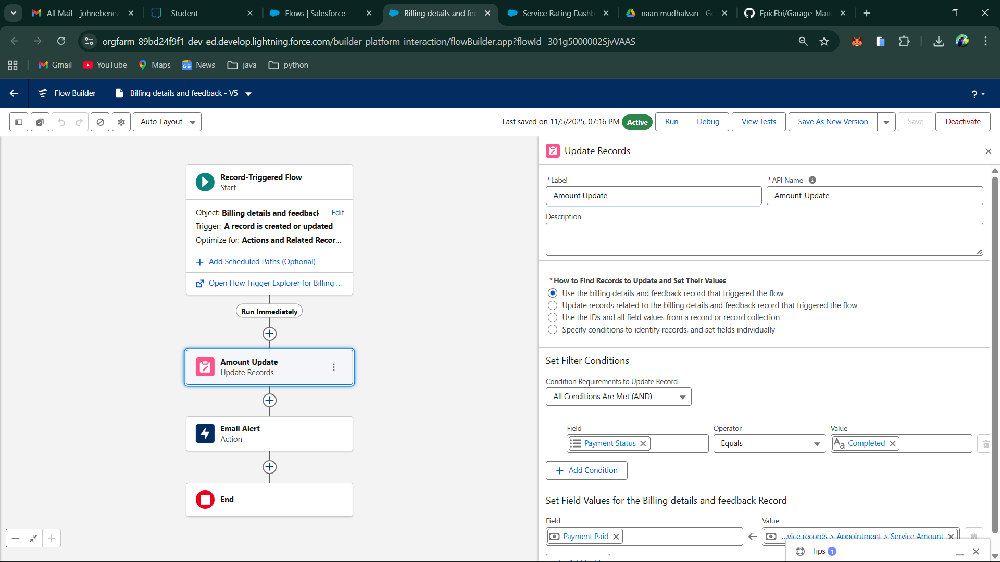 All Mail - johnebenez
- Student
Flows | Salesforce
Billing details and fee
Service Rating Dashb
naan mudhalvan - Go
EpicEbi/Garage-Mana
orgfarm-89bd24f9f1-dev-ed.develop.lightning.force.com/builder_platform_interaction/flowBuilder.app?flowId=301g5000002SjvVAAS
Gmail
YouTube
Maps
News
java
python
Flow Builder
Billing details and feedback - V5
?
Auto-Layout
Last saved on 11/5/2025, 07:16 PM
Active
Run
Debug
View Tests
Save As New Version
Save
Deactivate
Record-Triggered Flow
Start
Object: Billing details and feedback
Edit
Trigger: A record is created or updated
Optimize for: Actions and Related Recor...
Add Scheduled Paths (Optional)
Open Flow Trigger Explorer for Billing ...
Run Immediately
Amount Update
Update Records
Email Alert
Action
End
Update Records
*Label
Amount Update
*API Name
Amount_Update
Description
*How to Find Records to Update and Set Their Values
Use the billing details and feedback record that triggered the flow
Update records related to the billing details and feedback record that triggered the flow
Use the IDs and all field values from a record or record collection
Specify conditions to identify records, and set fields individually
Set Filter Conditions
Condition Requirements to Update Record
All Conditions Are Met (AND)
Field
Operator
Value
Payment Status
Equals
Completed
Add Condition
Set Field Values for the Billing details and feedback Record
Field
Value
Payment Paid
...vice records > Appointment > Service Amount
Tips 1